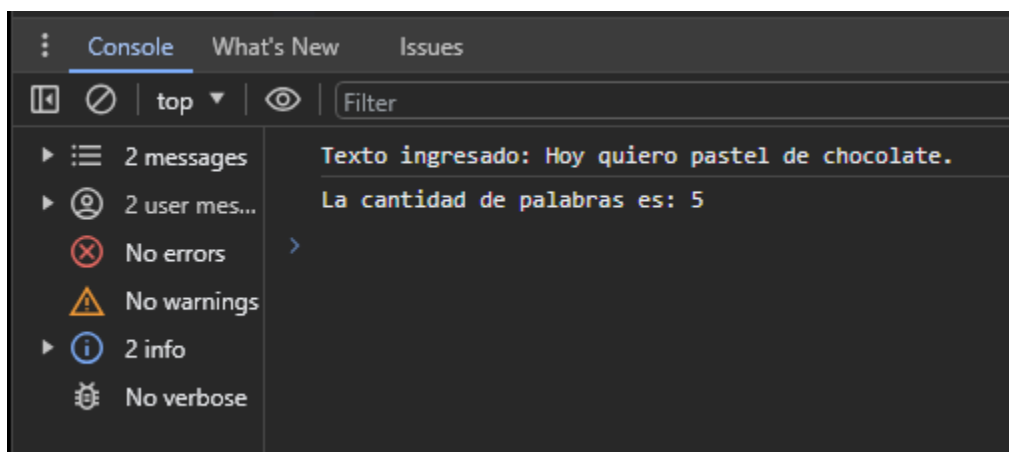 Console What's New Issues
top Filter
2 messages
Texto ingresado: Hoy quiero pastel de chocolate.
2 user mes...
La cantidad de palabras es: 5
No errors
No warnings
2 info
No verbose